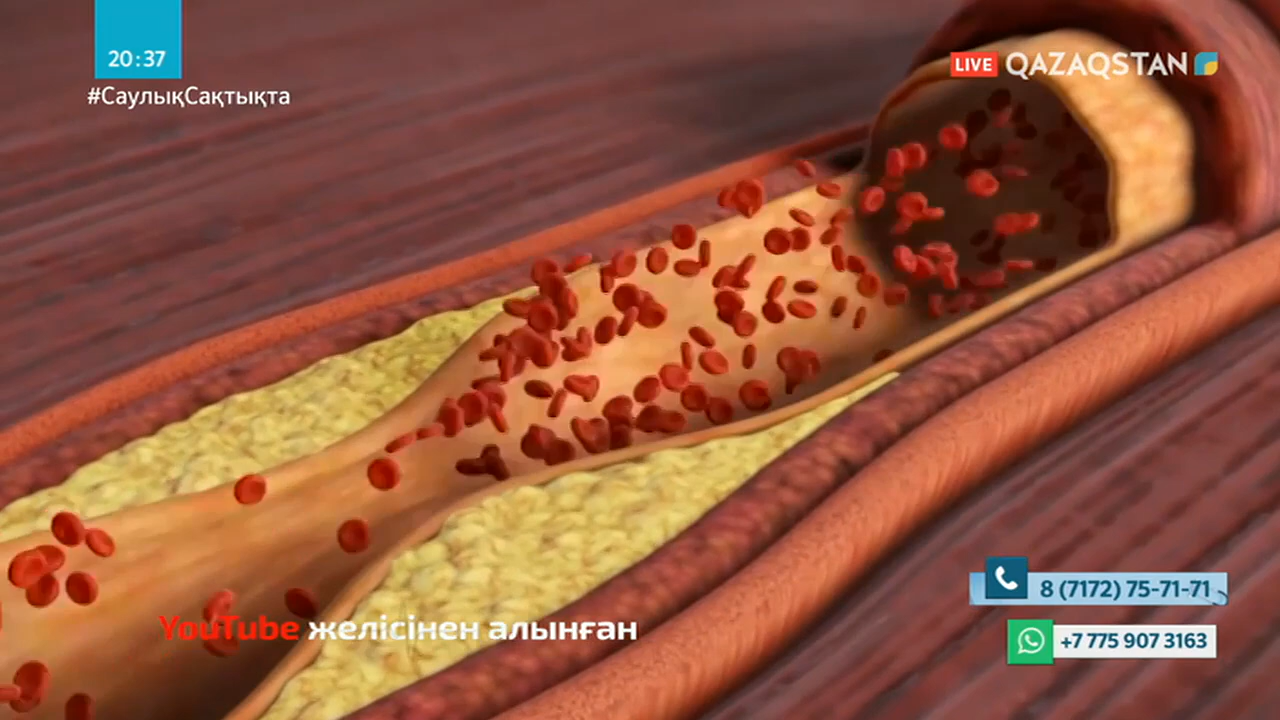 20:37
#СаулықСақтықта
LIVE QAZAQSTAN
8 (7172) 75-71-71
YouTube желісінен алынған
+7 775 907 3163